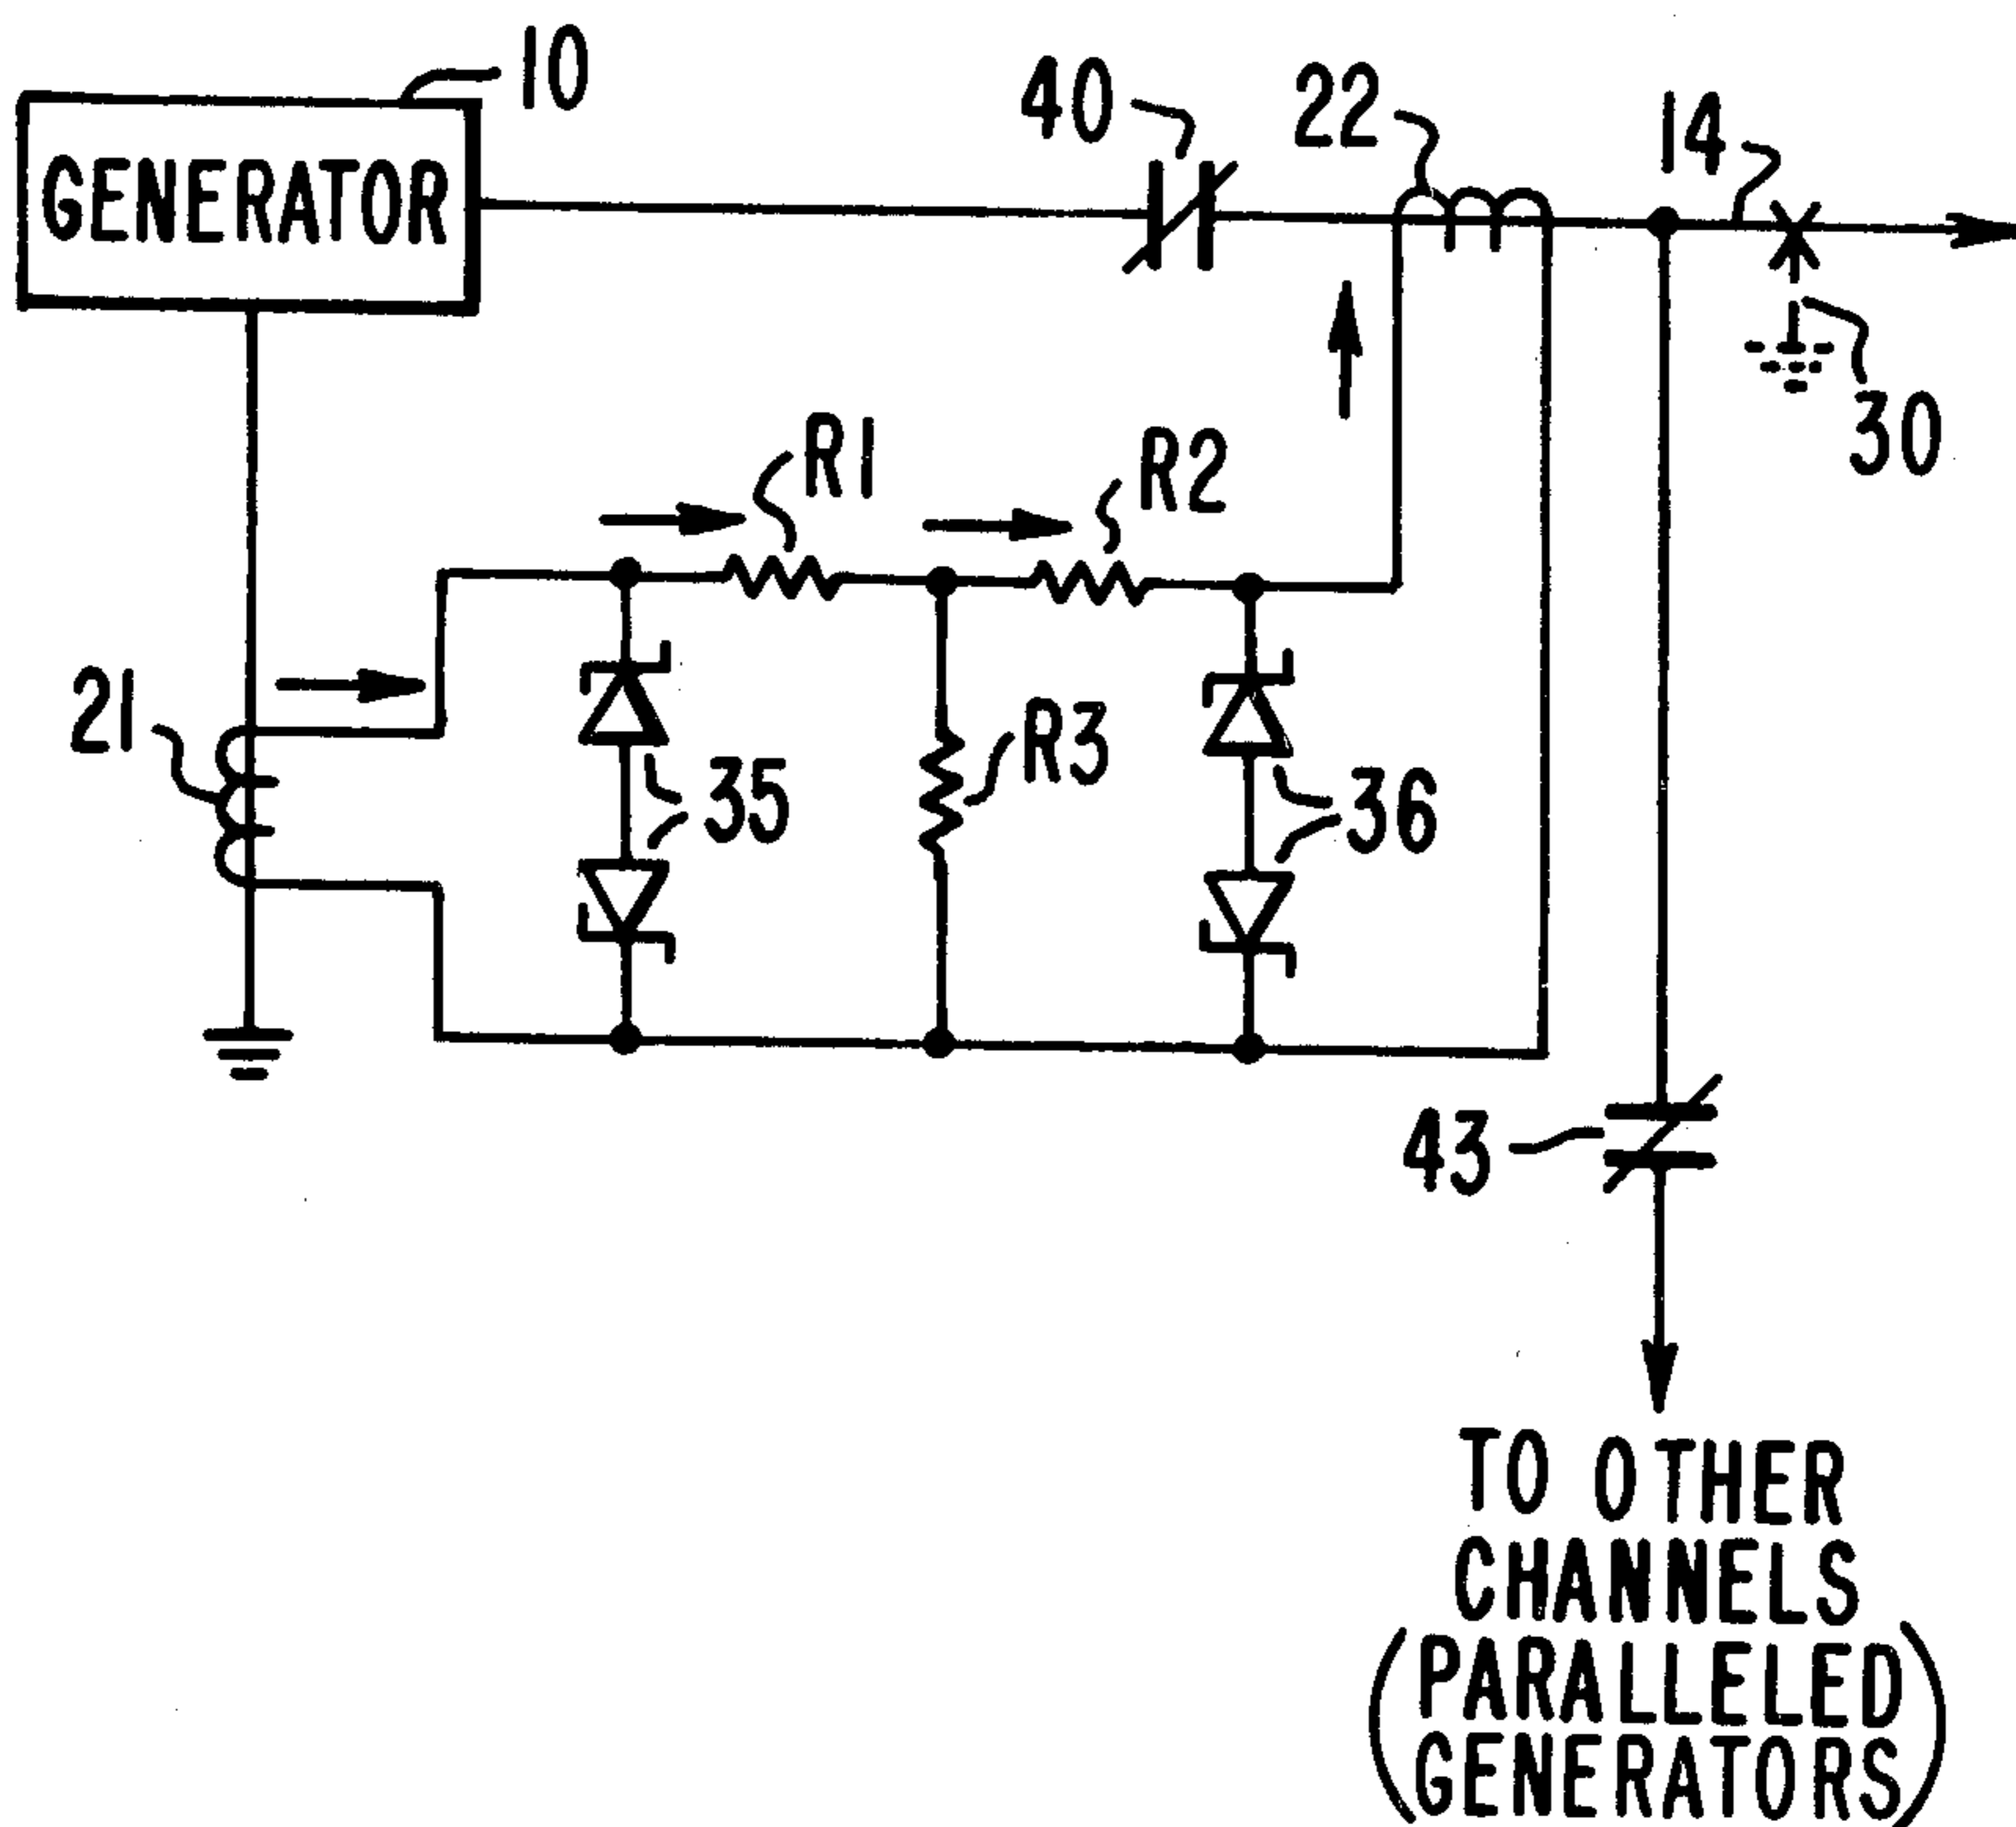 10
GENERATOR
40
22
14
30
R1
R2
21
35
R3
36
43
TO OTHER
CHANNELS
(PARALLELED
GENERATORS)